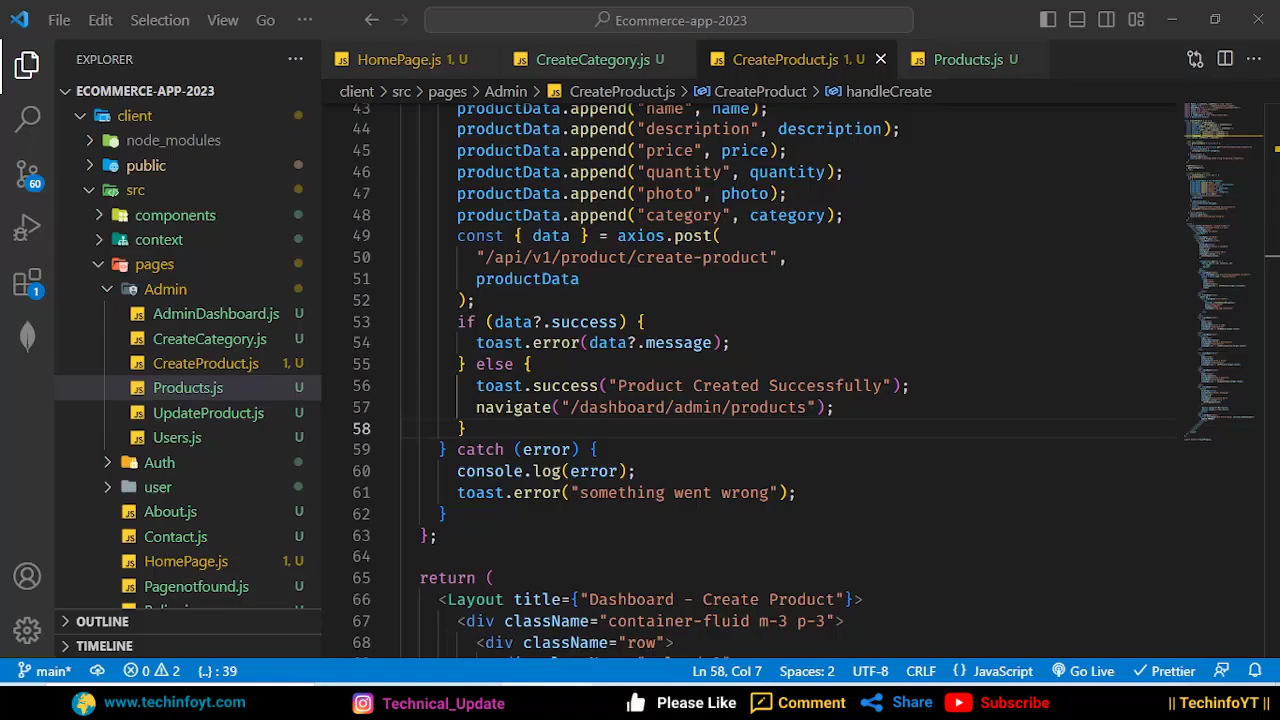 File Edit Selection View Go ··· Ecommerce-app-2023
EXPLORER ···
HomePage.js 1, U CreateCategory.js U CreateProduct.js 1, U Products.js U ···
ECOMMERCE-APP-2023
client > src > pages > Admin > CreateProduct.js > CreateProduct > handleCreate
client
node_modules
public
src
components
context
pages
Admin
AdminDashboard.js U
CreateCategory.js U
CreateProduct.js 1, U
Products.js U
UpdateProduct.js U
Users.js U
Auth
user
About.js U
Contact.js U
HomePage.js 1, U
Pagenotfound.js U
OUTLINE
TIMELINE
60
1
43 productData.append("name", name);
44 productData.append("description", description);
45 productData.append("price", price);
46 productData.append("quantity", quantity);
47 productData.append("photo", photo);
48 productData.append("category", category);
49 const { data } = axios.post(
50 "/api/v1/product/create-product",
51 productData
52 );
53 if (data?.success) {
54 toast.error(data?.message);
55 } else {
56 toast.success("Product Created Successfully");
57 navigate("/dashboard/admin/products");
58 }
59 } catch (error) {
60 console.log(error);
61 toast.error("something went wrong");
62 }
63 };
64
65 return (
66 <Layout title={"Dashboard - Create Product"}>
67 <div className="container-fluid m-3 p-3">
68 <div className="row">
main* 0 2 {..} : 39 Ln 58, Col 7 Spaces: 2 UTF-8 CRLF {} JavaScript Go Live Prettier
www.techinfoyt.com Technical_Update Please Like Comment Share Subscribe || TechinfoYT ||